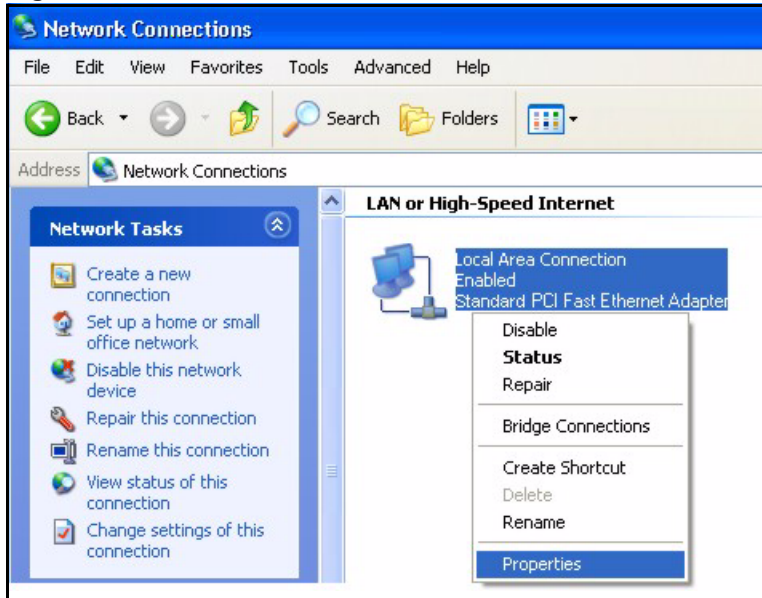 Network Connections
File Edit View Favorites Tools Advanced Help
Back Search Folders
Address Network Connections
Network Tasks
Create a new
connection
Set up a home or small
office network
Disable this network
device
Repair this connection
Rename this connection
View status of this
connection
Change settings of this
connection
LAN or High-Speed Internet
Local Area Connection
Enabled
Standard PCI Fast Ethernet Adapter
Disable
Status
Repair
Bridge Connections
Create Shortcut
Delete
Rename
Properties